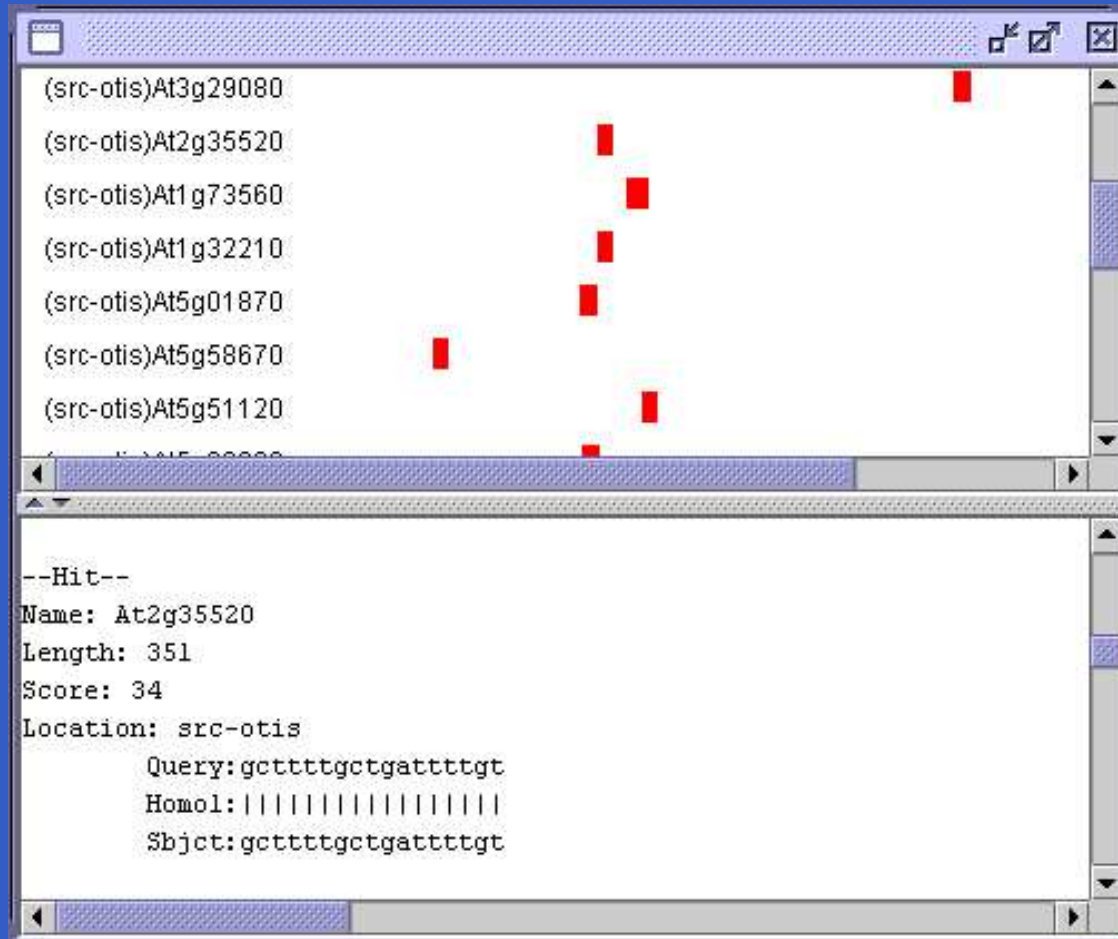 (src-otis)At3g29080
(src-otis)At2g35520
(src-otis)At1g73560
(src-otis)At1g32210
(src-otis)At5g01870
(src-otis)At5g58670
(src-otis)At5g51120
--Hit--
Name: At2g35520
Length: 351
Score: 34
Location: src-otis
Query:gcttttgctgattttgt
Homol:|||||||||||||||||
Sbjct:gcttttgctgattttgt